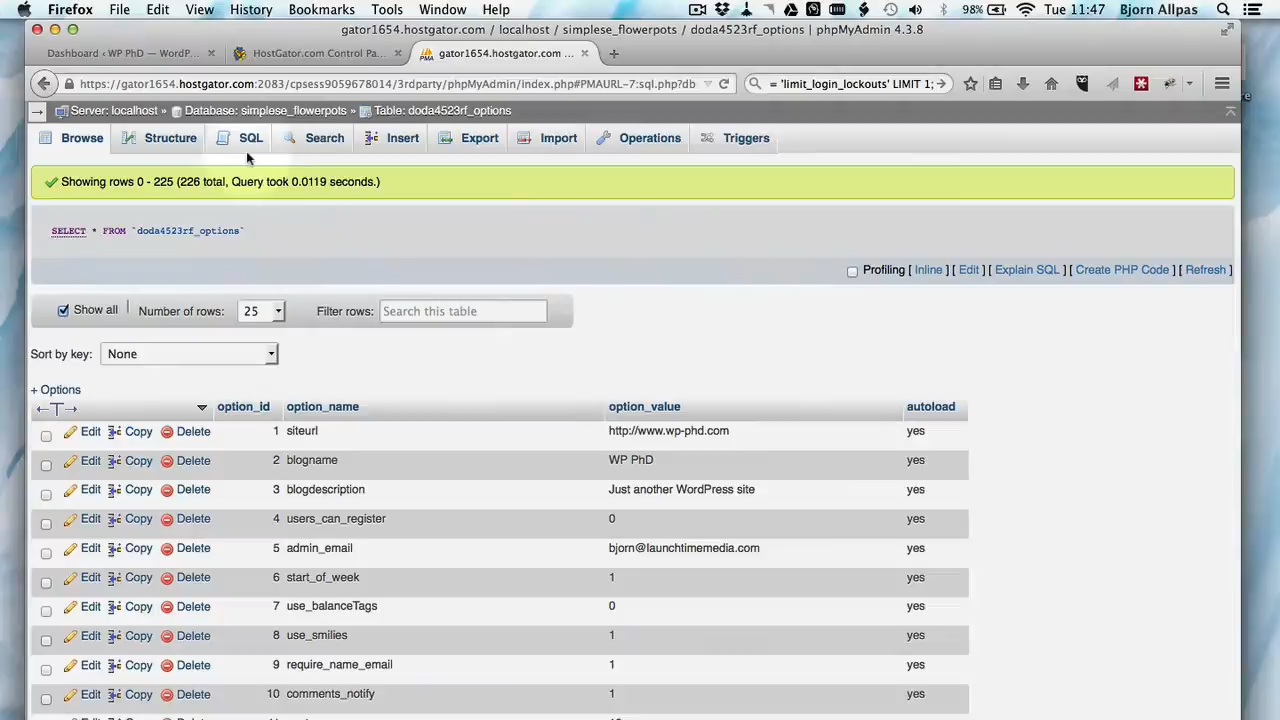 Firefox File Edit View History Bookmarks Tools Window Help 98% Tue 11:47 Bjorn Allpas
gator1654.hostgator.com / localhost / simplese_flowerpots / doda4523rf_options | phpMyAdmin 4.3.8
Dashboard ‹ WP PhD — WordP... × HostGator.com Control Pa... × PMA gator1654.hostgator.com ... × +
https://gator1654.hostgator.com:2083/cpsess9059678014/3rdparty/phpMyAdmin/index.php#PMAURL-7:sql.php?db = 'limit_login_lockouts' LIMIT 1;
Server: localhost » Database: simplese_flowerpots » Table: doda4523rf_options
Browse Structure SQL Search Insert Export Import Operations Triggers
Showing rows 0 - 225 (226 total, Query took 0.0119 seconds.)
SELECT * FROM `doda4523rf_options`
Profiling [ Inline ] [ Edit ] [ Explain SQL ] [ Create PHP Code ] [ Refresh ]
Show all | Number of rows: 25 Filter rows: Search this table
Sort by key: None
+ Options
←T→ option_id option_name option_value autoload
Edit Copy Delete 1 siteurl http://www.wp-phd.com yes
Edit Copy Delete 2 blogname WP PhD yes
Edit Copy Delete 3 blogdescription Just another WordPress site yes
Edit Copy Delete 4 users_can_register 0 yes
Edit Copy Delete 5 admin_email bjorn@launchtimemedia.com yes
Edit Copy Delete 6 start_of_week 1 yes
Edit Copy Delete 7 use_balanceTags 0 yes
Edit Copy Delete 8 use_smilies 1 yes
Edit Copy Delete 9 require_name_email 1 yes
Edit Copy Delete 10 comments_notify 1 yes